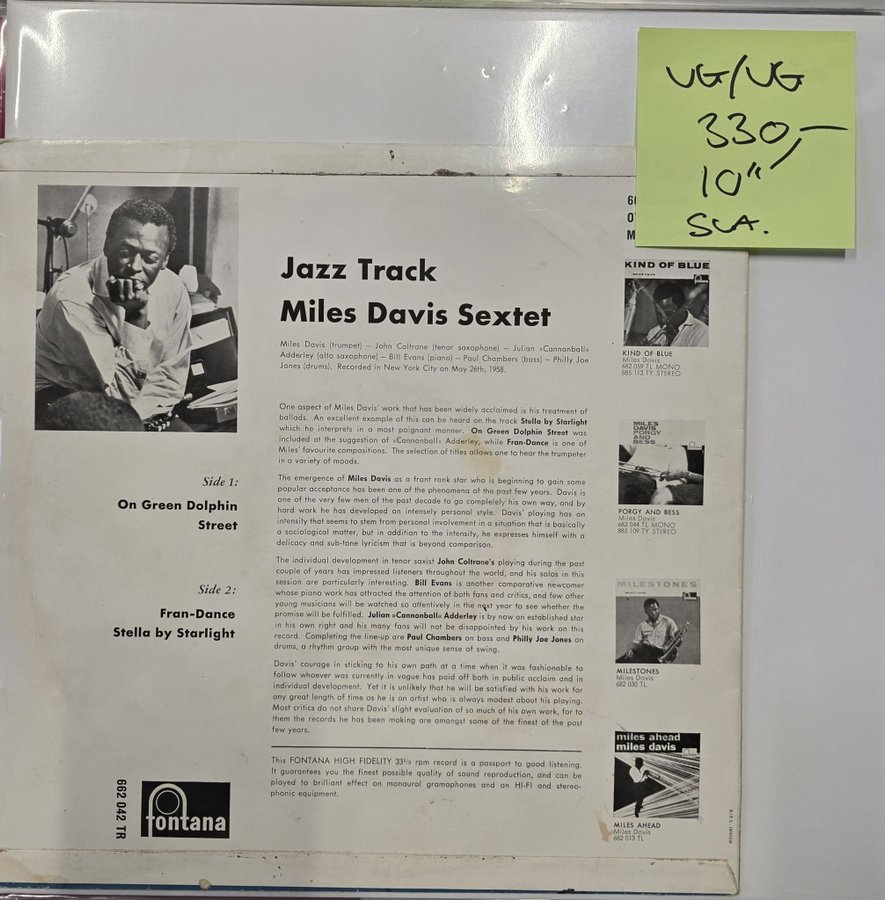 VG/VG
330,-
10"
SCA.
Jazz Track
Miles Davis Sextet
Miles Davis (trumpet) – John Coltrane (tenor saxophone) – Julian »Cannonball«
Adderley (alto saxophone) – Bill Evans (piano) – Paul Chambers (bass) – Philly Joe
Jones (drums). Recorded in New York City on May 26th, 1958.
One aspect of Miles Davis' work that has been widely acclaimed is his treatment of
ballads. An excellent example of this can be heard on the track Stella by Starlight
which he interprets in a most poignant manner. On Green Dolphin Street was
included at the suggestion of »Cannonball« Adderley, while Fran-Dance is one of
Miles' favourite compositions. The selection of titles allows one to hear the trumpeter
in a variety of moods.
The emergence of Miles Davis as a front rank star who is beginning to gain some
popular acceptance has been one of the phenomena of the past few years. Davis is
one of the very few men of the past decade to go completely his own way, and by
hard work he has developed an intensely personal style. Davis' playing has an
intensity that seems to stem from personal involvement in a situation that is basically
a sociological matter, but in addition to the intensity, he expresses himself with a
delicacy and sub-tone lyricism that is beyond comparison.
The individual development in tenor saxist John Coltrane's playing during the past
couple of years has impressed listeners throughout the world, and his solos in this
session are particularly interesting. Bill Evans is another comparative newcomer
whose piano work has attracted the attention of both fans and critics, and few other
young musicians will be watched so attentively in the next year to see whether the
promise will be fulfilled. Julian »Cannonball« Adderley is by now an established star
in his own right and his many fans will not be disappointed by his work on this
record. Completing the line-up are Paul Chambers on bass and Philly Joe Jones on
drums, a rhythm group with the most unique sense of swing.
Davis' courage in sticking to his own path at a time when it was fashionable to
follow whoever was currently in vogue has paid off both in public acclaim and in
individual development. Yet it is unlikely that he will be satisfied with his work for
any great length of time as he is an artist who is always modest about his playing.
Most critics do not share Davis' slight evaluation of so much of his own work, for to
them the records he has been making are amongst some of the finest of the past
few years.
This FONTANA HIGH FIDELITY 33⅓ rpm record is a passport to good listening.
It guarantees you the finest possible quality of sound reproduction, and can be
played to brilliant effect on monaural gramophones and on HI-FI and stereo-
phonic equipment.
Side 1:
On Green Dolphin
Street
Side 2:
Fran-Dance
Stella by Starlight
662 042 TR
fontana
KIND OF BLUE
KIND OF BLUE
Miles Davis
682 059 TL MONO
885 113 TY STEREO
MILES
DAVIS
PORGY
AND
BESS
PORGY AND BESS
Miles Davis
682 044 TL MONO
885 109 TY STEREO
MILESTONES
MILESTONES
Miles Davis
682 030 TL
miles ahead
miles davis
MILES AHEAD
Miles Davis
682 013 TL